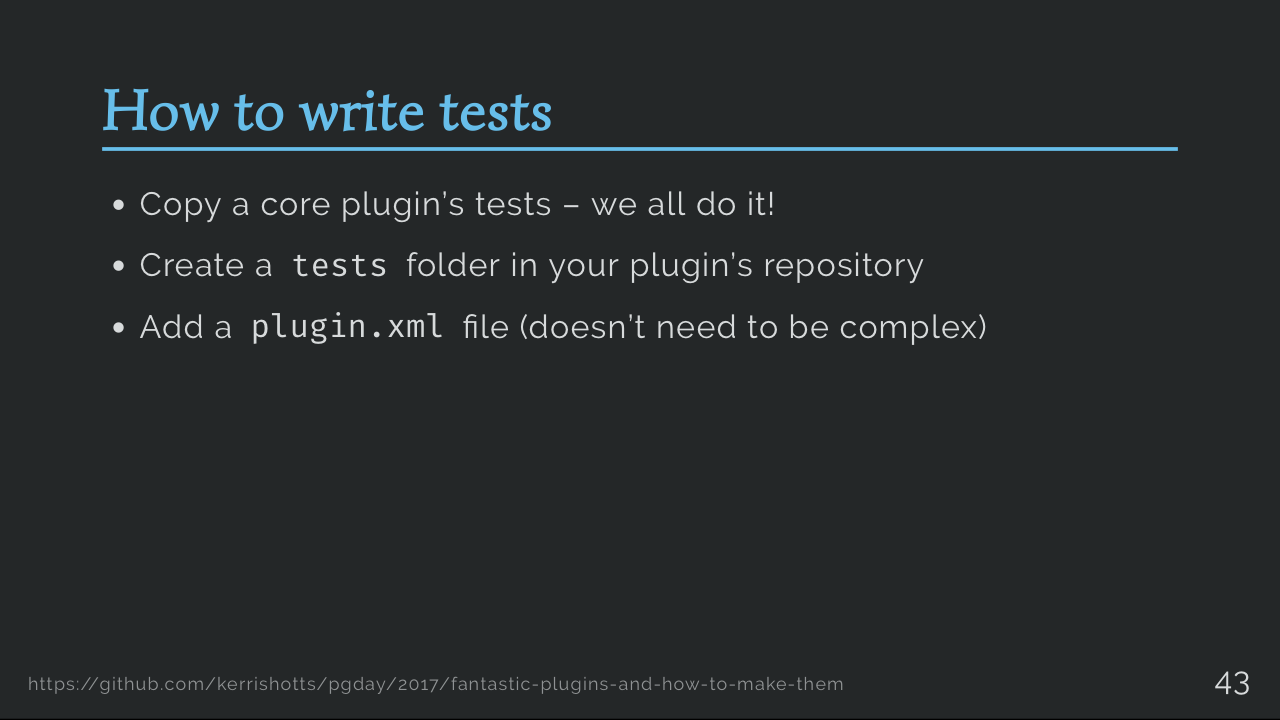 How to write tests
• Copy a core plugin’s tests – we all do it!
• Create a tests folder in your plugin’s repository
• Add a plugin.xml file (doesn’t need to be complex)
https://github.com/kerrishotts/pgday/2017/fantastic-plugins-and-how-to-make-them
43